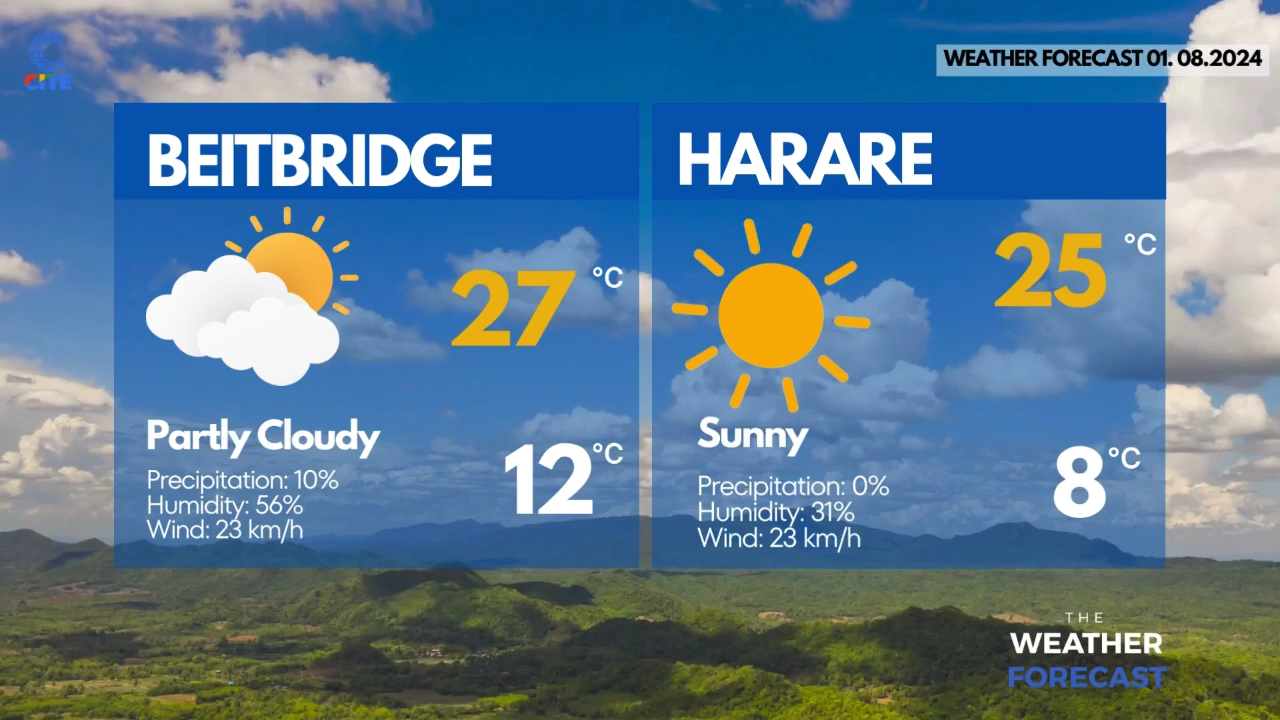 CITE
WEATHER FORECAST 01. 08.2024
BEITBRIDGE
27 °C
Partly Cloudy
Precipitation: 10%
Humidity: 56%
Wind: 23 km/h
12 °C
HARARE
25 °C
Sunny
Precipitation: 0%
Humidity: 31%
Wind: 23 km/h
8 °C
THE
WEATHER
FORECAST